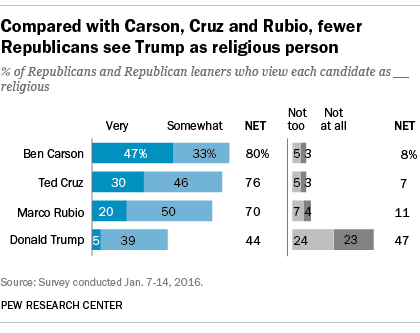 Compared with Carson, Cruz and Rubio, fewer
Republicans see Trump as religious person
% of Republicans and Republican leaners who view each candidate as __
religious
Very Somewhat NET Not too Not at all
Ben Carson 47% 33% 80% 5 3 8%
Ted Cruz 30 46 76 5 3 7
Marco Rubio 20 50 70 7 4 11
Donald Trump 5 39 44 24 23 47
Source: Survey conducted Jan. 7-14, 2016.
PEW RESEARCH CENTER